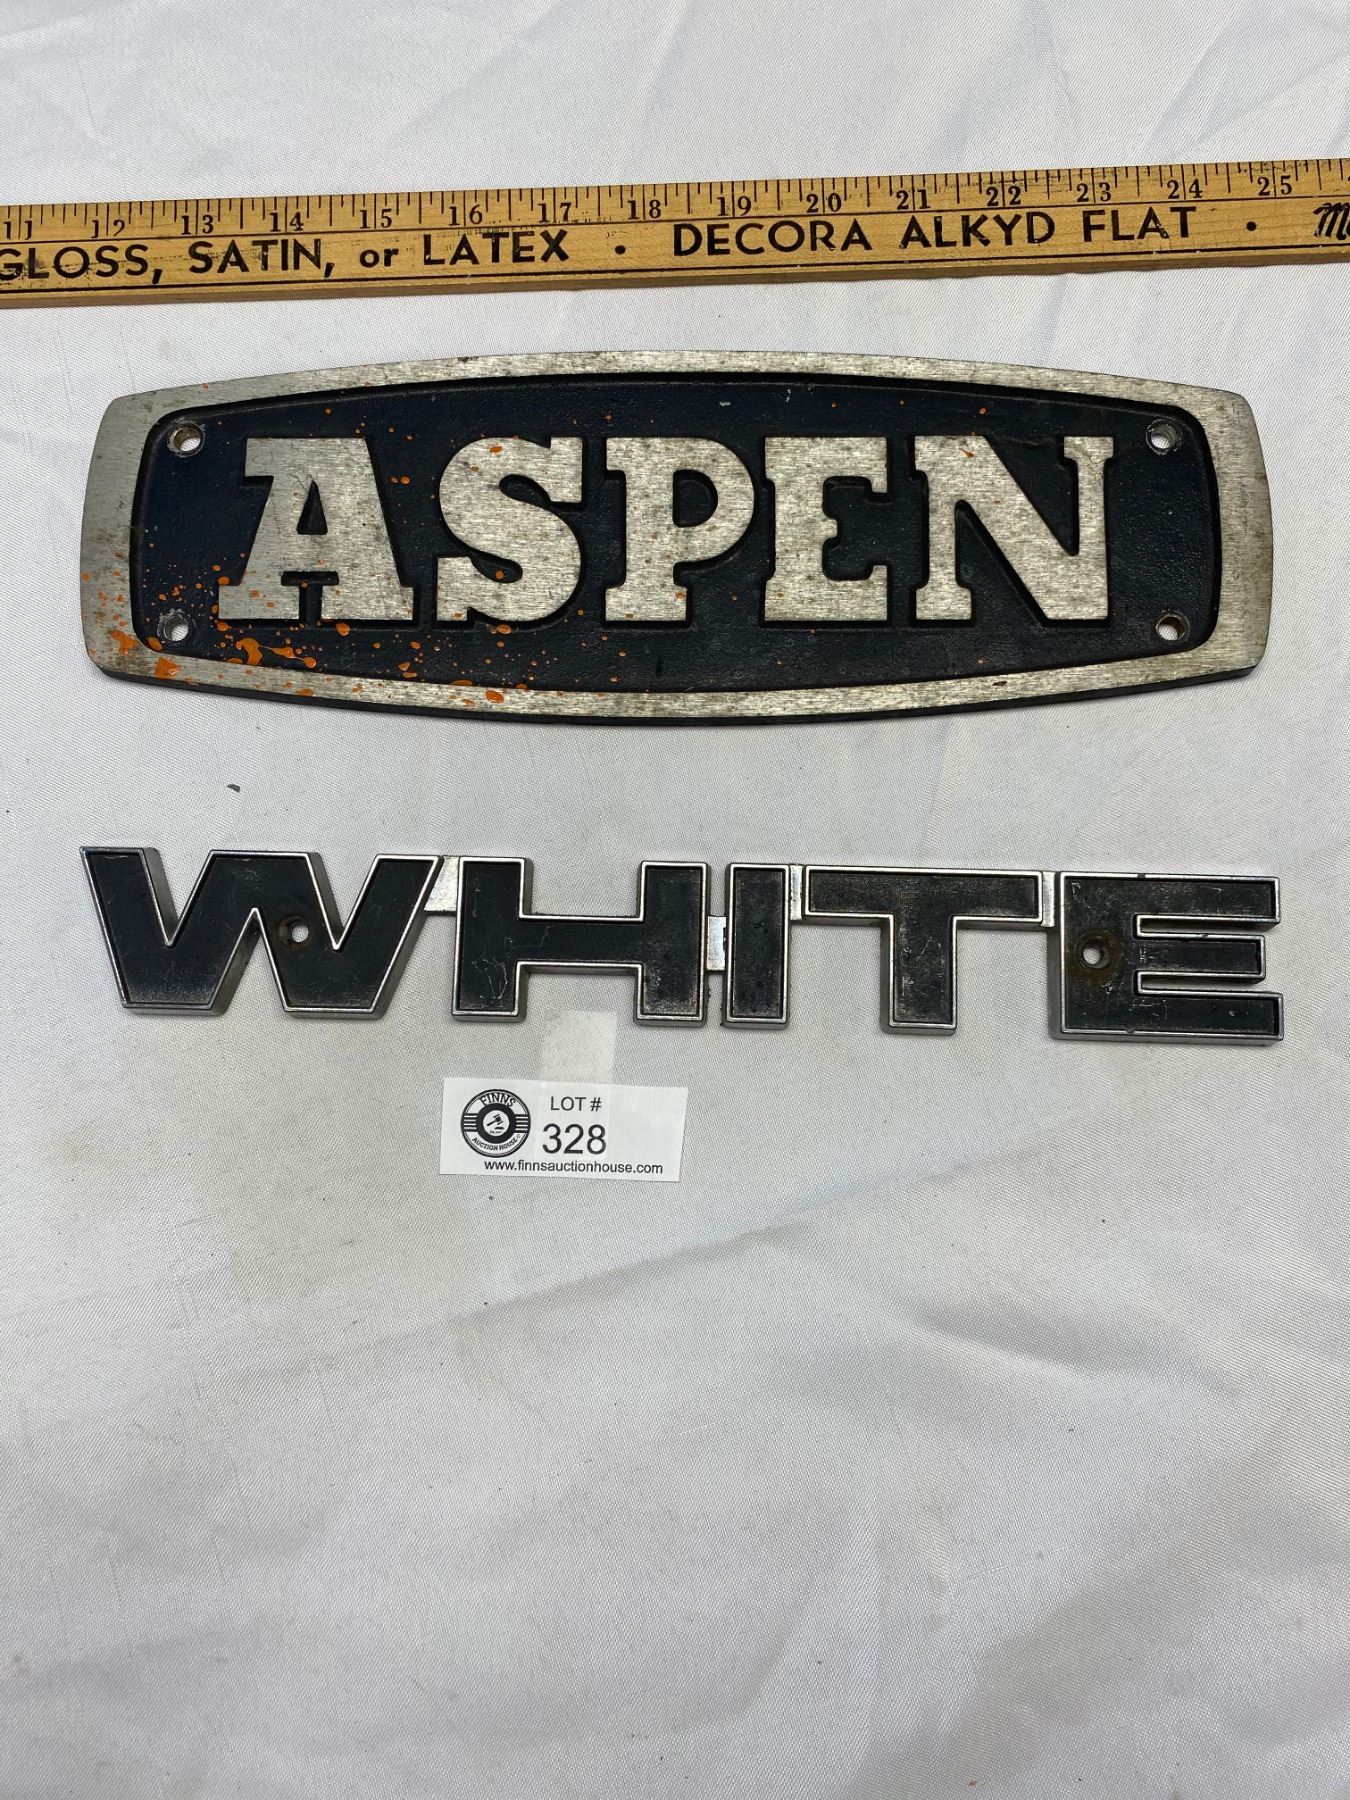 11 12 13 14 15 16 17 18 19 20 21 22 23 24 25
GLOSS, SATIN, or LATEX · DECORA ALKYD FLAT ·
ASPEN
WHITE
FINNS
AUCTION HOUSE
LOT #
328
www.finnsauctionhouse.com